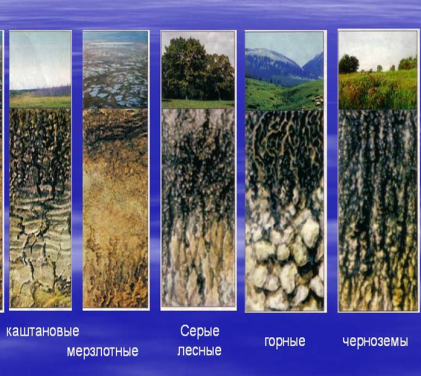 каштановые
мерзлотные
Серые
лесные
горные
черноземы